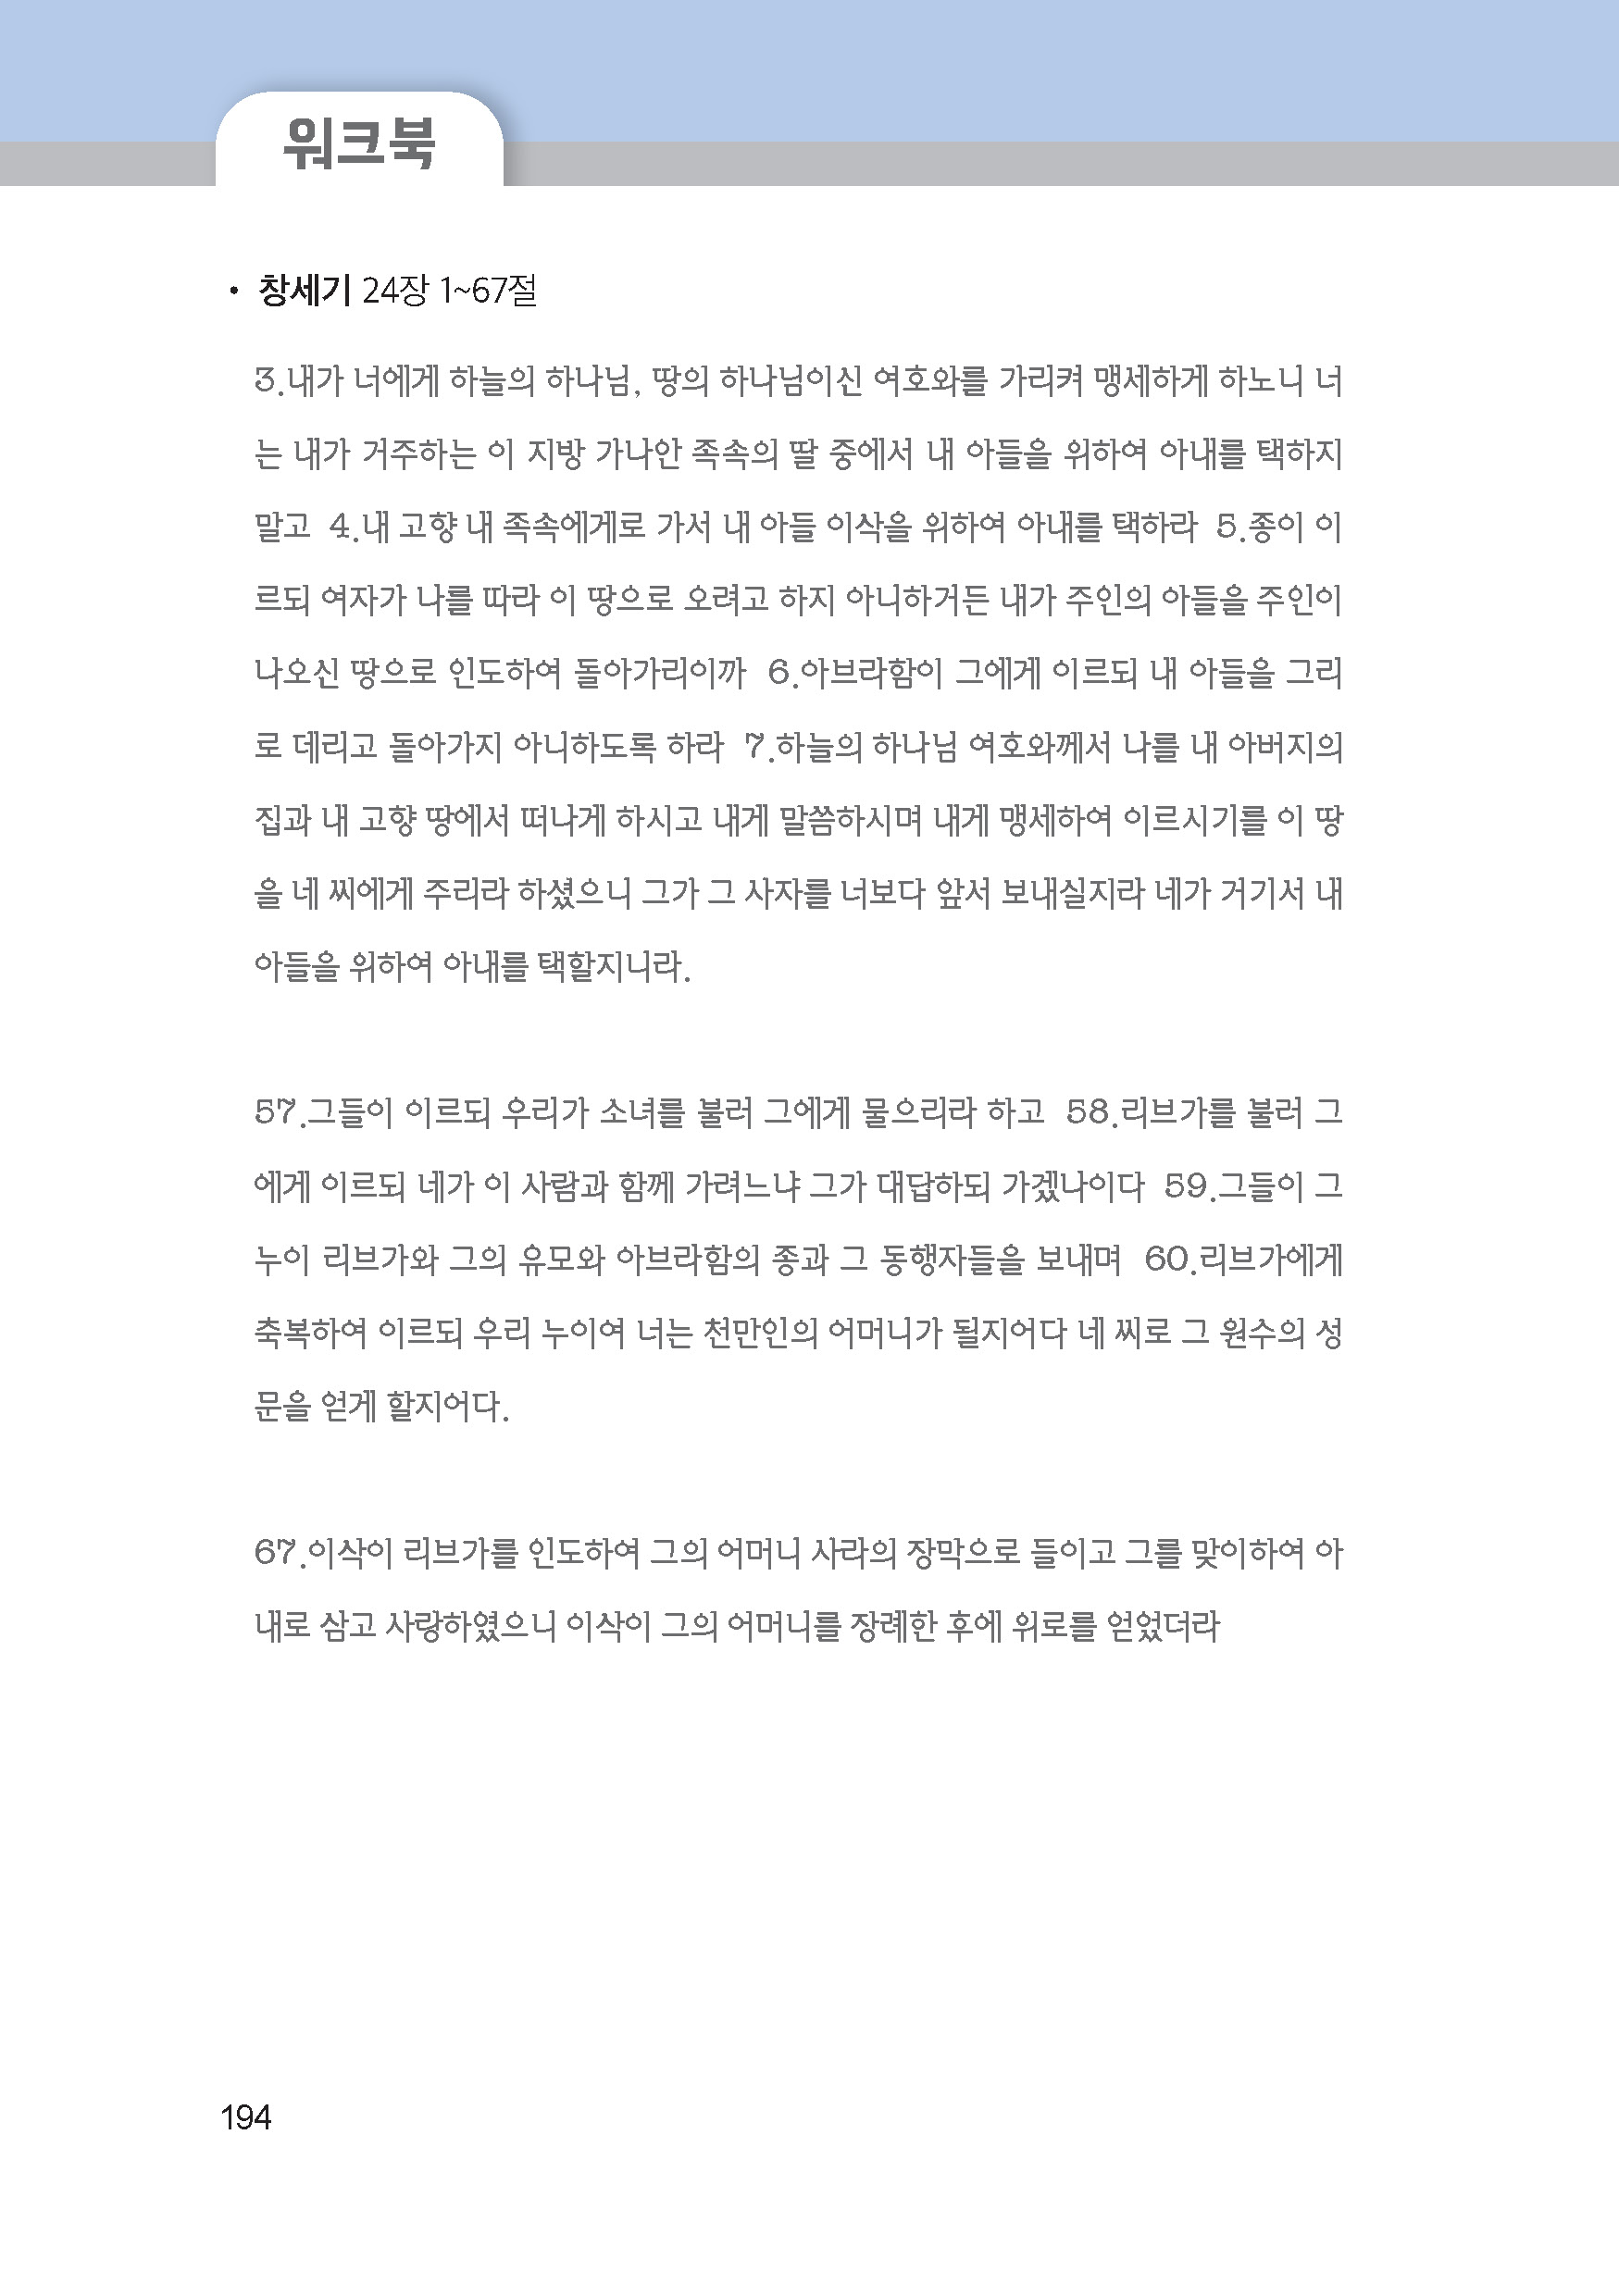 워크북
• 창세기 24장 1~67절
3.내가 너에게 하늘의 하나님, 땅의 하나님이신 여호와를 가리켜 맹세하게 하노니 너
는 내가 거주하는 이 지방 가나안 족속의 딸 중에서 내 아들을 위하여 아내를 택하지
말고 4.내 고향 내 족속에게로 가서 내 아들 이삭을 위하여 아내를 택하라 5.종이 이
르되 여자가 나를 따라 이 땅으로 오려고 하지 아니하거든 내가 주인의 아들을 주인이
나오신 땅으로 인도하여 돌아가리이까 6.아브라함이 그에게 이르되 내 아들을 그리
로 데리고 돌아가지 아니하도록 하라 7.하늘의 하나님 여호와께서 나를 내 아버지의
집과 내 고향 땅에서 떠나게 하시고 내게 말씀하시며 내게 맹세하여 이르시기를 이 땅
을 네 씨에게 주리라 하셨으니 그가 그 사자를 너보다 앞서 보내실지라 네가 거기서 내
아들을 위하여 아내를 택할지니라.
57.그들이 이르되 우리가 소녀를 불러 그에게 물으리라 하고 58.리브가를 불러 그
에게 이르되 네가 이 사람과 함께 가려느냐 그가 대답하되 가겠나이다 59.그들이 그
누이 리브가와 그의 유모와 아브라함의 종과 그 동행자들을 보내며 60.리브가에게
축복하여 이르되 우리 누이여 너는 천만인의 어머니가 될지어다 네 씨로 그 원수의 성
문을 얻게 할지어다.
67.이삭이 리브가를 인도하여 그의 어머니 사라의 장막으로 들이고 그를 맞이하여 아
내로 삼고 사랑하였으니 이삭이 그의 어머니를 장례한 후에 위로를 얻었더라
194